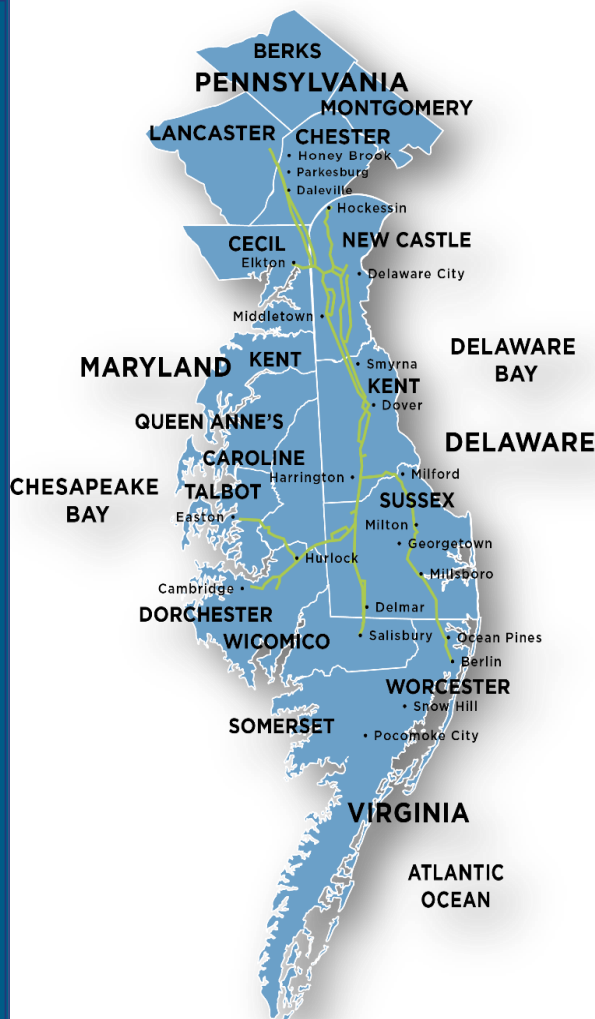 BERKS
PENNSYLVANIA
MONTGOMERY
LANCASTER
CHESTER
Honey Brook
Parkesburg
Daleville
Hockessin
CECIL
NEW CASTLE
Elkton
Delaware City
Middletown
DELAWARE
BAY
MARYLAND
KENT
Smyrna
KENT
Dover
QUEEN ANNE'S
DELAWARE
CAROLINE
Harrington
Milford
CHESAPEAKE
BAY
TALBOT
SUSSEX
Easton
Milton
Georgetown
Hurlock
Millsboro
Cambridge
DORCHESTER
Delmar
WICOMICO
Salisbury
Ocean Pines
Berlin
WORCESTER
Snow Hill
SOMERSET
Pocomoke City
VIRGINIA
ATLANTIC
OCEAN